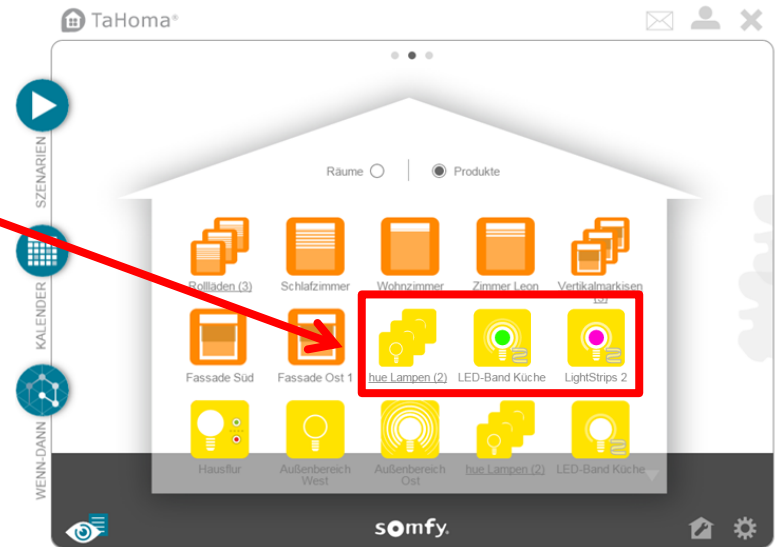 TaHoma®
SZENARIEN
KALENDER
WENN-DANN
Räume
Produkte
Rollläden (3)
Schlafzimmer
Wohnzimmer
Zimmer Leon
Vertikalmarkisen
(3)
Fassade Süd
Fassade Ost 1
hue Lampen (2)
LED-Band Küche
LightStrips 2
Hausflur
Außenbereich
West
Außenbereich
Ost
hue Lampen (2)
LED-Band Küche
somfy.